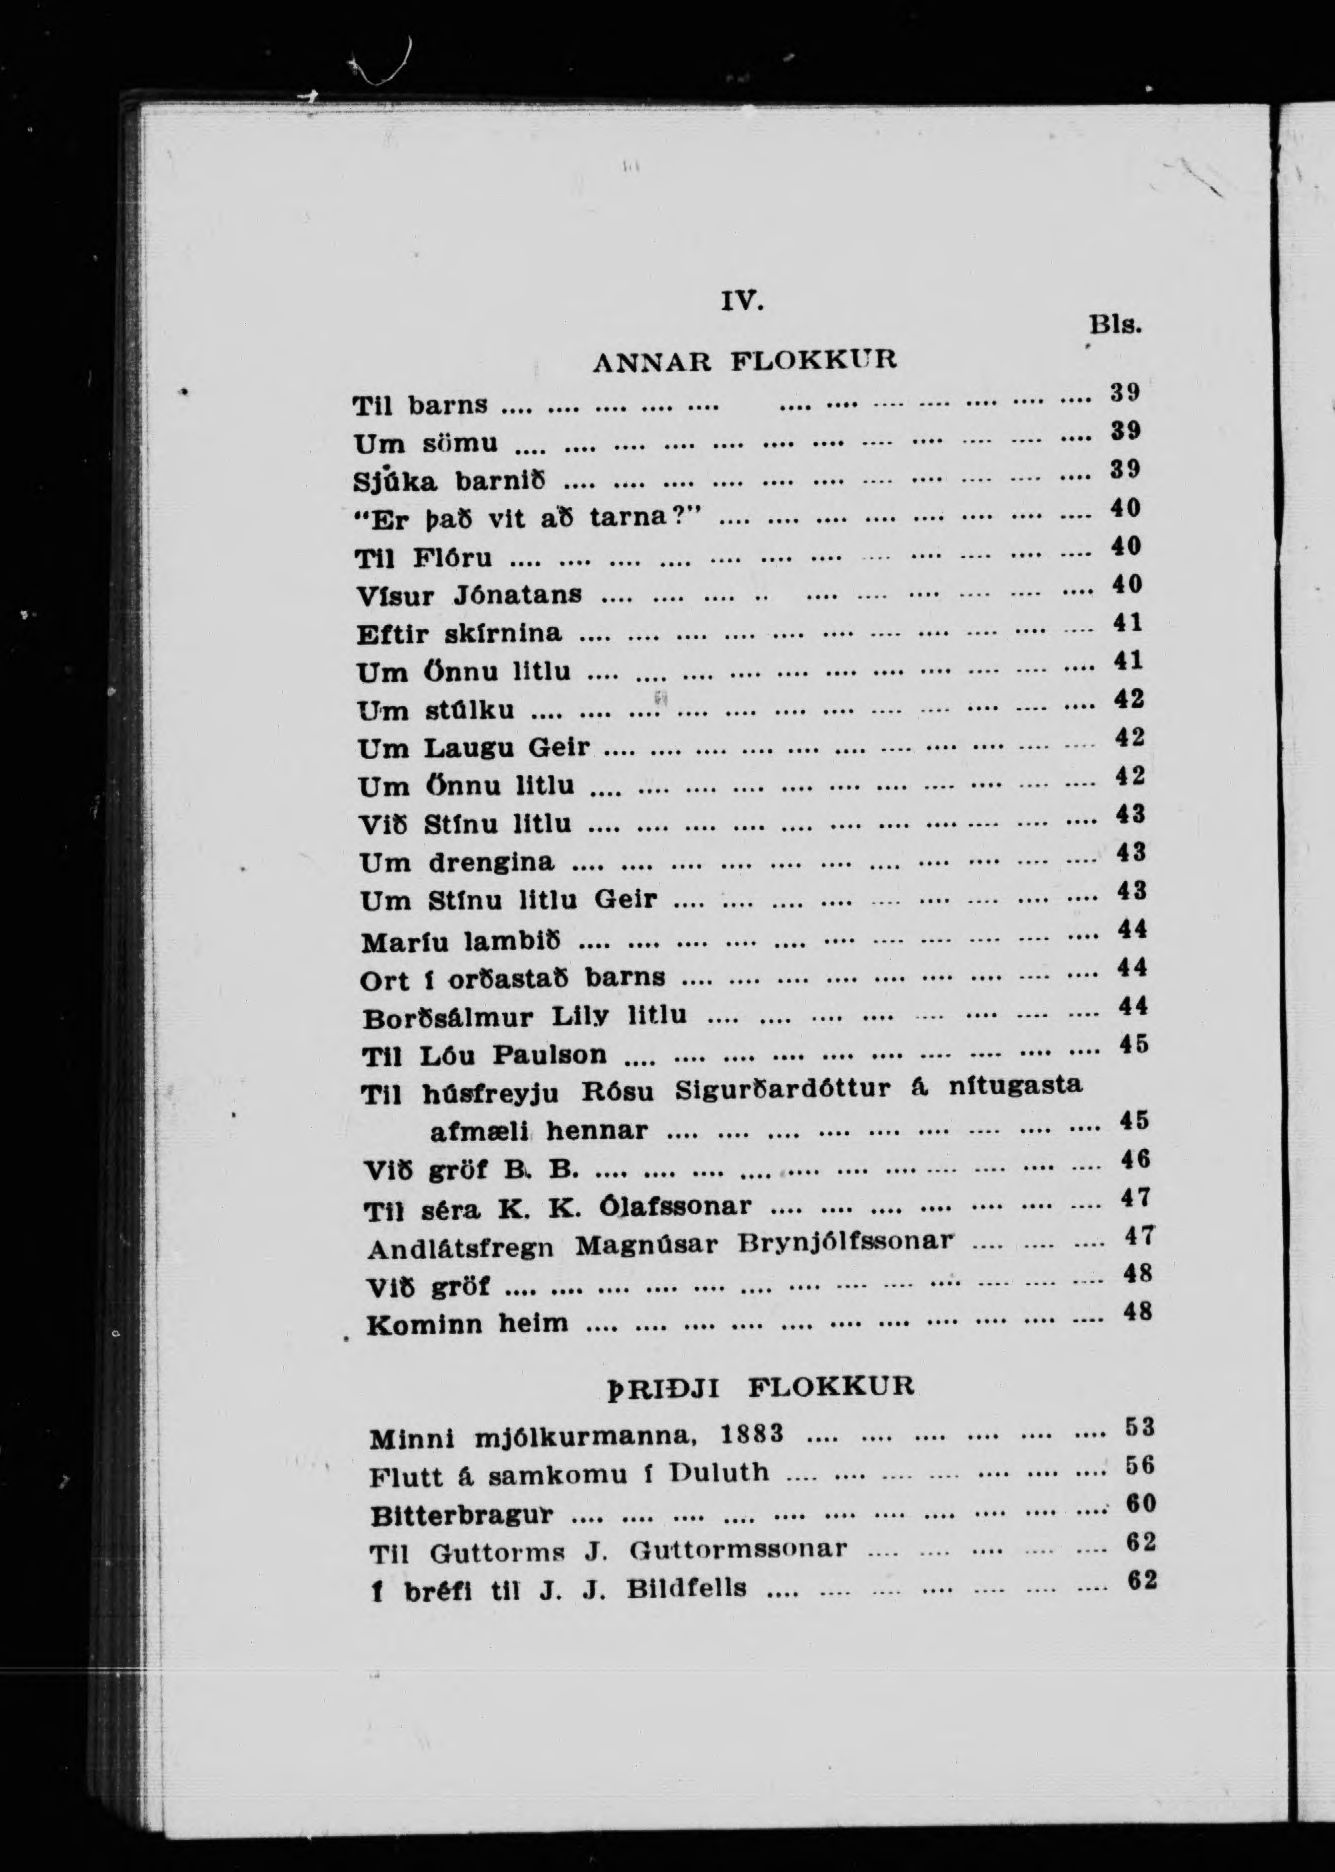 IV.
Bls.
ANNAR FLOKKUR
Til barns .... .... .... .... .... .... .... .... .... .... .... .... 39
Um sömu .... .... .... .... .... .... .... .... .... .... .... .... 39
Sjúka barnið .... .... .... .... .... .... .... .... .... .... .... 39
“Er það vit að tarna?” .... .... .... .... .... .... .... .... 40
Til Flóru .... .... .... .... .... .... .... .... .... .... .... .... 40
Vísur Jónatans .... .... .... .. .... .... .... .... .... .... 40
Eftir skírnina .... .... .... .... .... .... .... .... .... .... .... 41
Um Önnu litlu .... .... .... .... .... .... .... .... .... .... .... 41
Um stúlku .... .... .... .... .... .... .... .... .... .... .... .... 42
Um Laugu Geir .... .... .... .... .... .... .... .... .... .... .... 42
Um Önnu litlu .... .... .... .... .... .... .... .... .... .... .... 42
Við Stínu litlu .... .... .... .... .... .... .... .... .... .... .... 43
Um drengina .... .... .... .... .... .... .... .... .... .... .... 43
Um Stínu litlu Geir .... .... .... .... .... .... .... .... .... 43
Maríu lambið .... .... .... .... .... .... .... .... .... .... .... 44
Ort í orðastað barns .... .... .... .... .... .... .... .... .... 44
Borðsálmur Lily litlu .... .... .... .... .... .... .... .... 44
Til Lóu Paulson .... .... .... .... .... .... .... .... .... .... 45
Til húsfreyju Rósu Sigurðardóttur á nítugasta
afmæli hennar .... .... .... .... .... .... .... .... .... 45
Við gröf B. B. .... .... .... .... .... .... .... .... .... .... .... 46
Til séra K. K. Ólafssonar .... .... .... .... .... .... .... 47
Andlátsfregn Magnúsar Brynjólfssonar .... .... .... 47
Við gröf .... .... .... .... .... .... .... .... .... .... .... .... .... 48
Kominn heim .... .... .... .... .... .... .... .... .... .... .... 48
ÞRIÐJI FLOKKUR
Minni mjólkurmanna, 1883 .... .... .... .... .... .... 53
Flutt á samkomu í Duluth .... .... .... .... .... .... .... 56
Bitterbragur .... .... .... .... .... .... .... .... .... .... .... 60
Til Guttorms J. Guttormssonar .... .... .... .... .... 62
Í bréfi til J. J. Bildfells .... .... .... .... .... .... .... 62